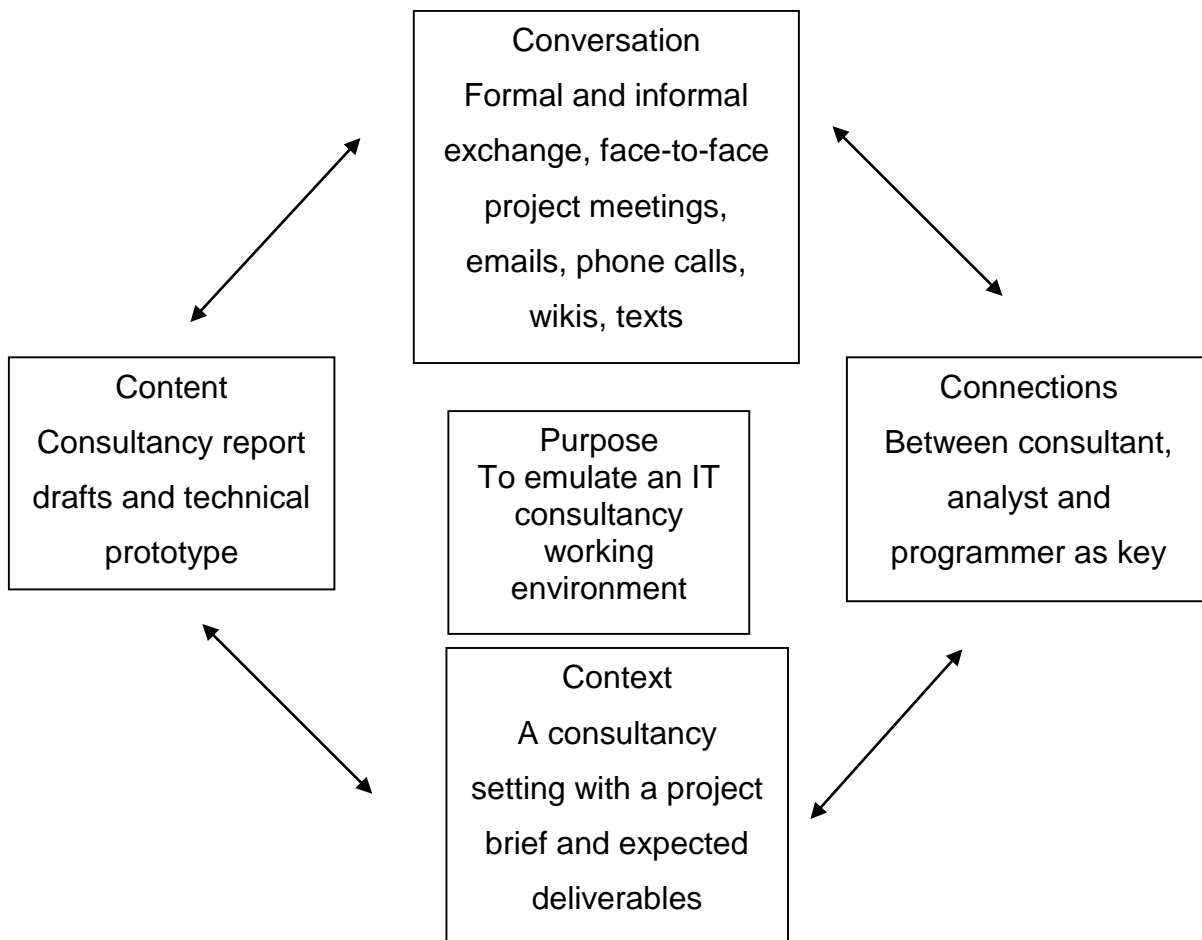 Conversation
Formal and informal
exchange, face-to-face
project meetings,
emails, phone calls,
wikis, texts
Content
Consultancy report
drafts and technical
prototype
Purpose
To emulate an IT
consultancy
working
environment
Connections
Between consultant,
analyst and
programmer as key
Context
A consultancy
setting with a project
brief and expected
deliverables